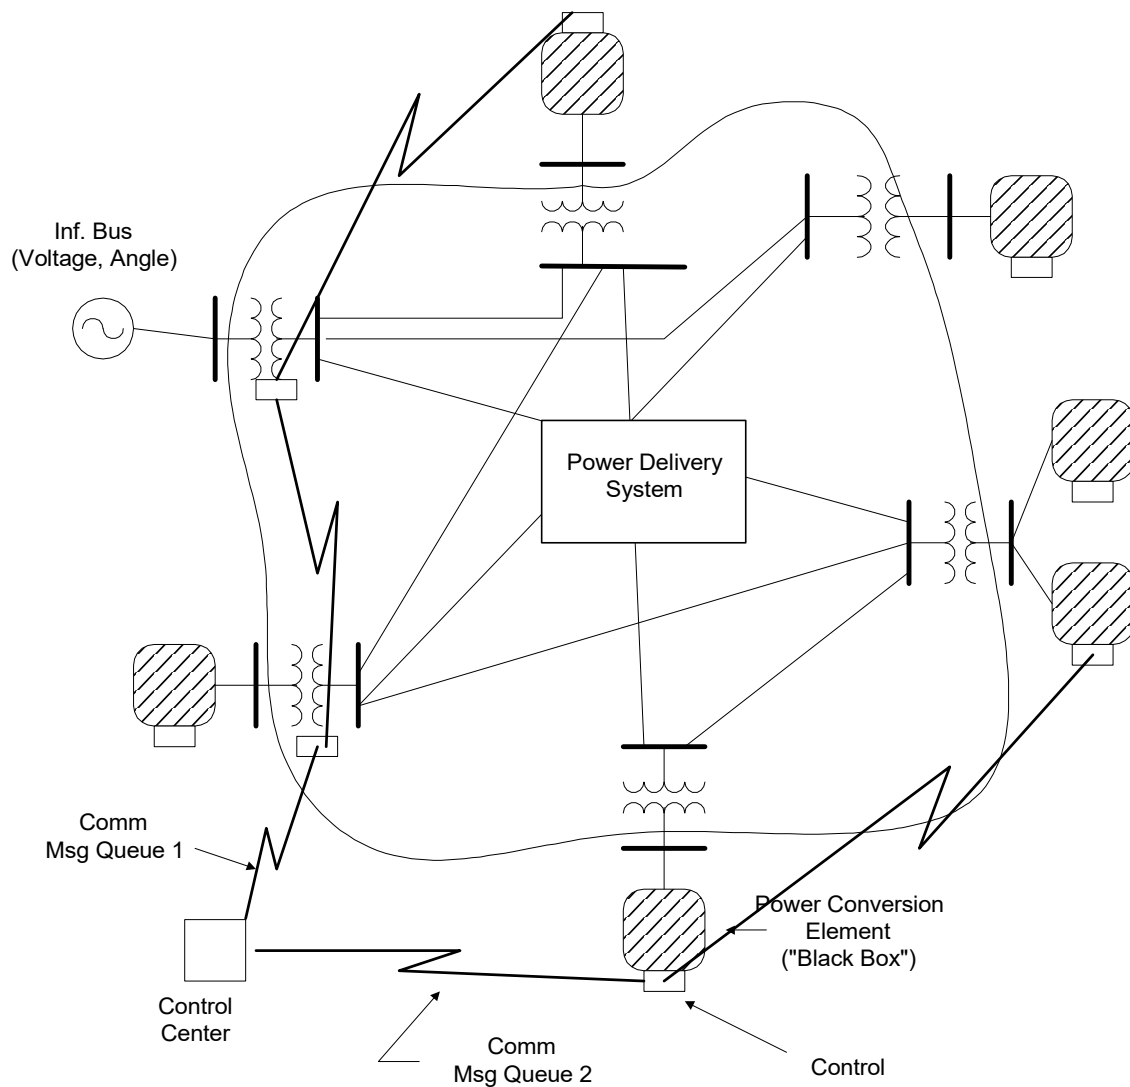 Inf. Bus
(Voltage, Angle)
Power Delivery
System
Comm
Msg Queue 1
Power Conversion
Element
("Black Box")
Control
Center
Comm
Msg Queue 2
Control